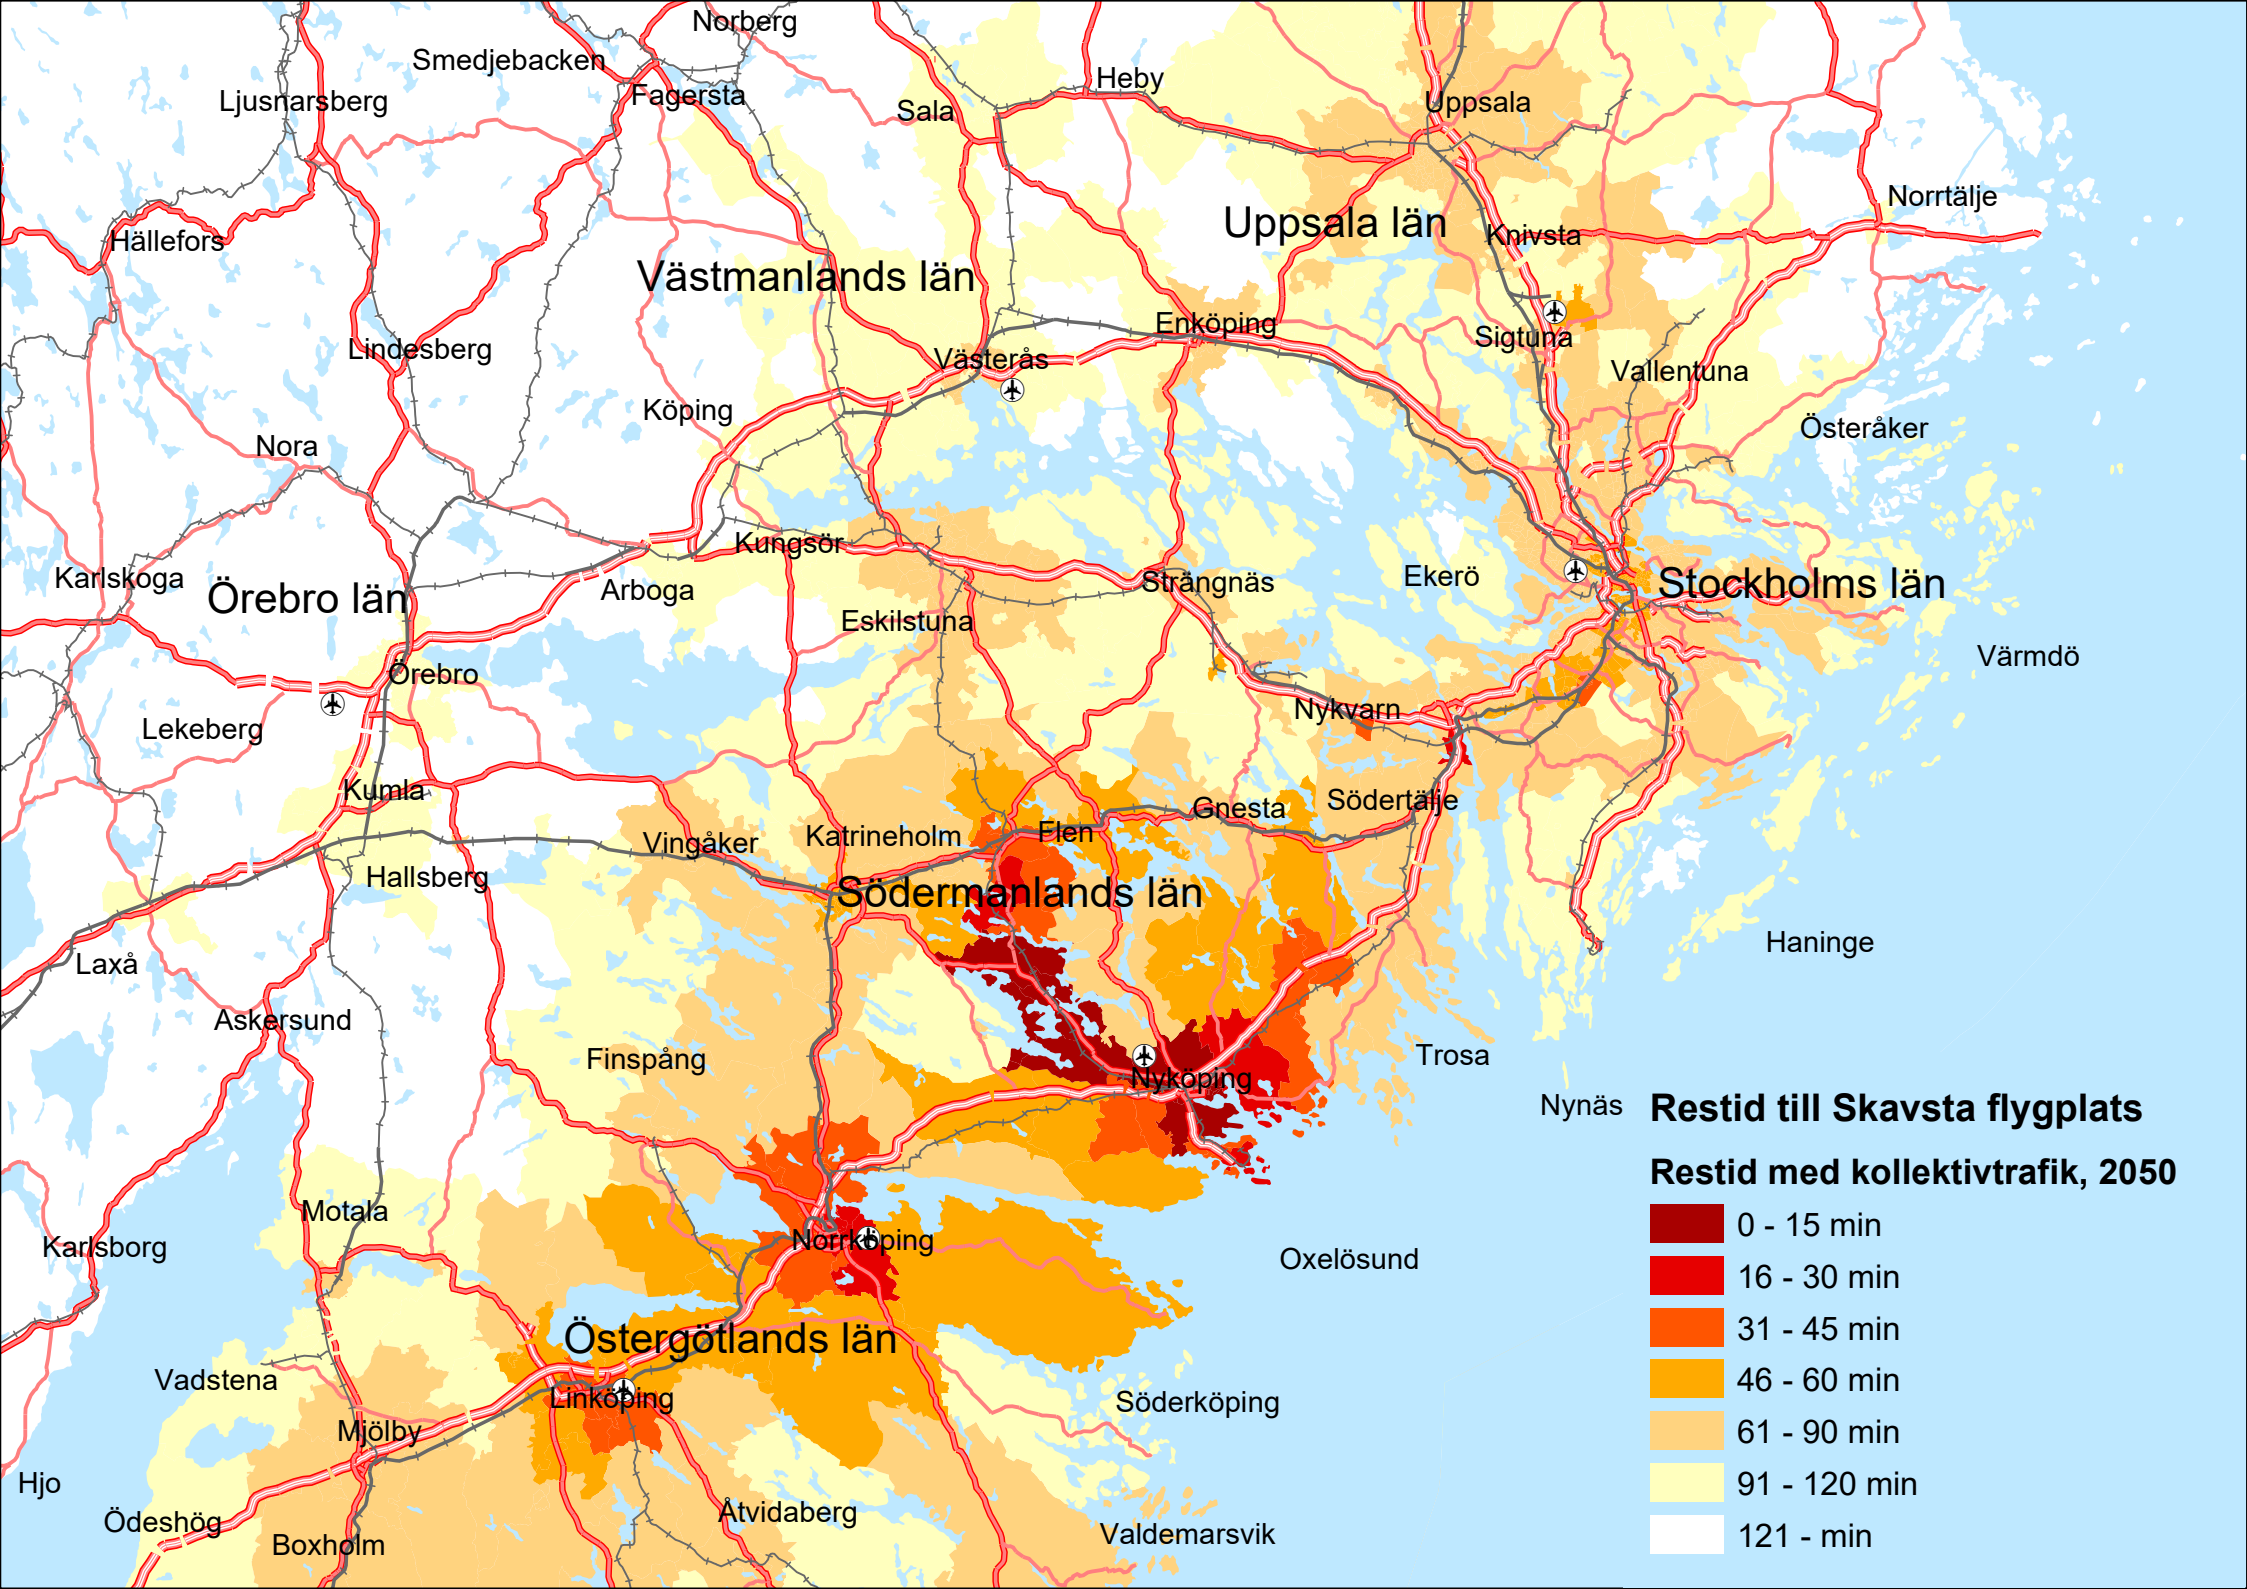 Norberg
Smedjebacken
Heby
Fagersta
Ljusnarsberg
Sala
Uppsala
Norrtälje
Uppsala län
Knivsta
Hällefors
Västmanlands län
Enköping
Sigtuna
Lindesberg
Västerås
Vallentuna
Köping
Österåker
Nora
Kungsör
Karlskoga
Örebro län
Arboga
Strängnäs
Ekerö
Stockholms län
Eskilstuna
Värmdö
Örebro
Nykvarn
Lekeberg
Kumla
Södertälje
Gnesta
Flen
Katrineholm
Vingåker
Hallsberg
Södermanlands län
Haninge
Laxå
Askersund
Finspång
Trosa
Nyköping
Nynäs
Restid till Skavsta flygplats
Restid med kollektivtrafik, 2050
0 - 15 min
16 - 30 min
31 - 45 min
46 - 60 min
61 - 90 min
91 - 120 min
121 - min
Motala
Karlsborg
Norrköping
Oxelösund
Östergötlands län
Vadstena
Linköping
Söderköping
Mjölby
Hjo
Ödeshög
Åtvidaberg
Boxholm
Valdemarsvik